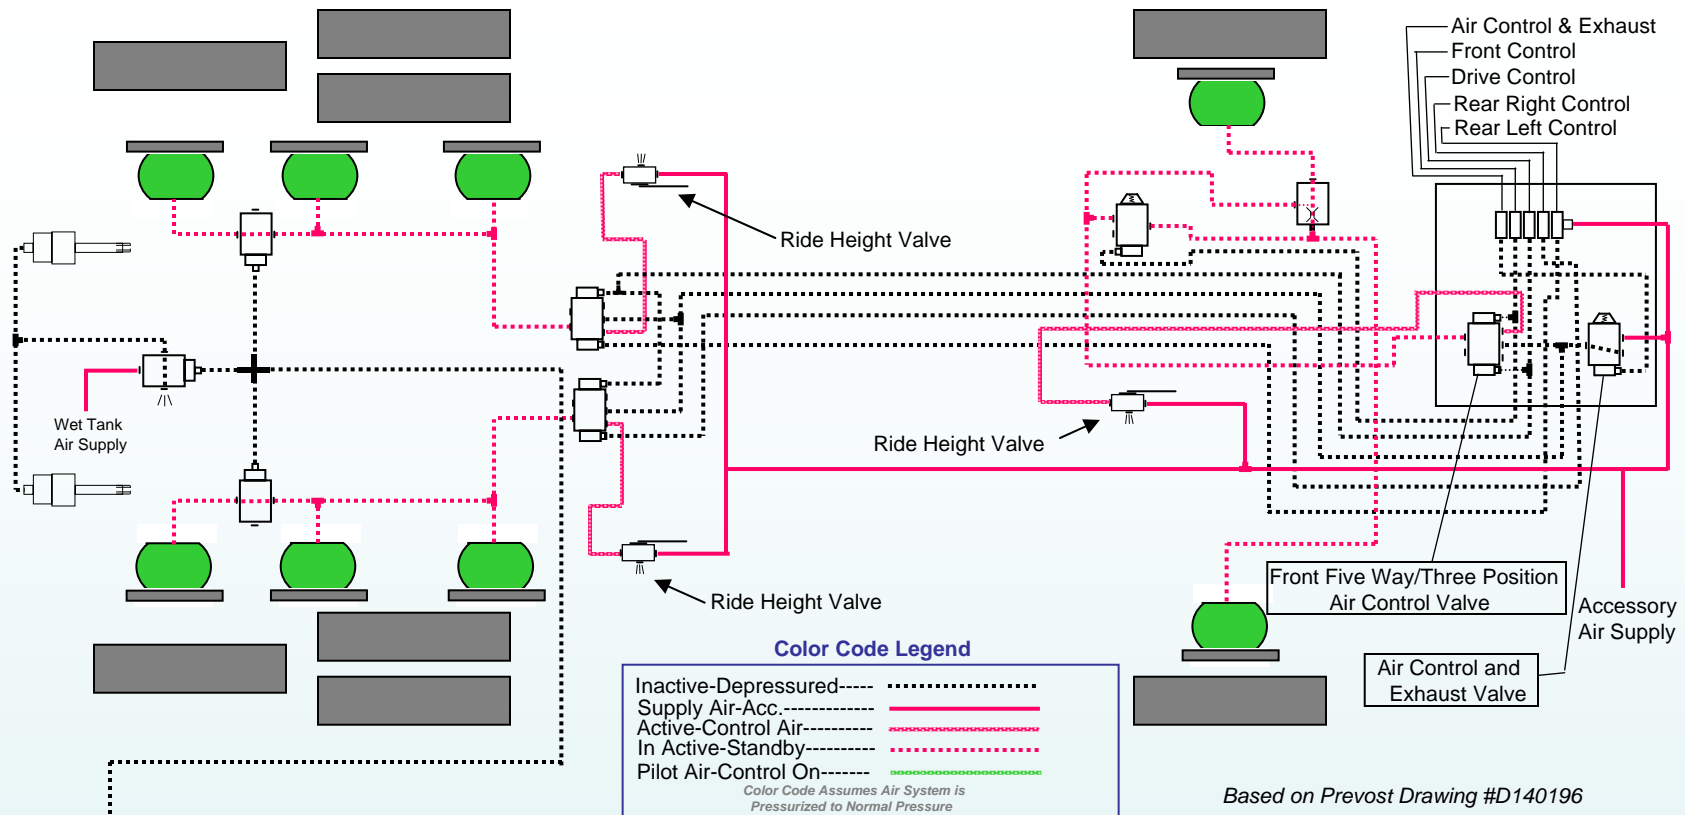 Air Control & Exhaust
Front Control
Drive Control
Rear Right Control
Rear Left Control
Ride Height Valve
Wet Tank
Air Supply
Ride Height Valve
Ride Height Valve
Front Five Way/Three Position
Air Control Valve
Accessory
Air Supply
Air Control and
Exhaust Valve
Color Code Legend
Inactive-Depressured-----
Supply Air-Acc.-------------
Active-Control Air----------
In Active-Standby----------
Pilot Air-Control On-------
Color Code Assumes Air System is
Pressurized to Normal Pressure
Based on Prevost Drawing #D140196